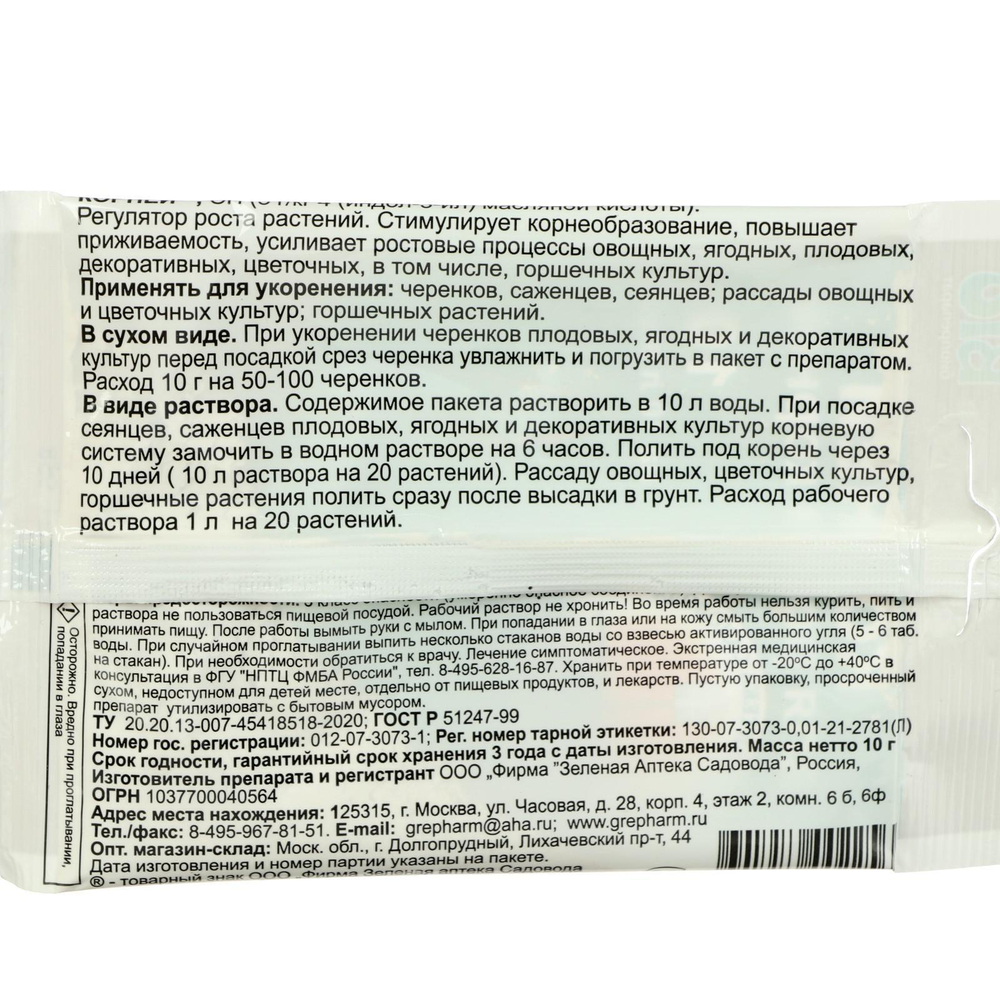 Регулятор роста растений. Стимулирует корнеобразование, повышает
приживаемость, усиливает ростовые процессы овощных, ягодных, плодовых,
декоративных, цветочных, в том числе, горшечных культур.
Применять для укоренения: черенков, саженцев, сеянцев; рассады овощных
и цветочных культур; горшечных растений.
В сухом виде. При укоренении черенков плодовых, ягодных и декоративных
культур перед посадкой срез черенка увлажнить и погрузить в пакет с препаратом.
Расход 10 г на 50-100 черенков.
В виде раствора. Содержимое пакета растворить в 10 л воды. При посадке
сеянцев, саженцев плодовых, ягодных и декоративных культур корневую
систему замочить в водном растворе на 6 часов. Полить под корень через
10 дней ( 10 л раствора на 20 растений). Рассаду овощных, цветочных культур,
горшечные растения полить сразу после высадки в грунт. Расход рабочего
раствора 1 л на 20 растений.
раствора не пользоваться пищевой посудой. Рабочий раствор не хронить! Во время работы нельзя курить, пить и
принимать пищу. После работы вымыть руки с мылом. При попадании в глаза или на кожу смыть большим количеством
воды. При случайном проглатывании выпить несколько стаканов воды со взвесью активированного угля (5 - 6 таб.
на стакан). При необходимости обратиться к врачу. Лечение симптоматическое. Экстренная медицинская
консультация в ФГУ "НПТЦ ФМБА России", тел. 8-495-628-16-87. Хранить при температуре от -20°С до +40°С в
сухом, недоступном для детей месте, отдельно от пищевых продуктов, и лекарств. Пустую упаковку, просроченный
препарат утилизировать с бытовым мусором.
ТУ 20.20.13-007-45418518-2020; ГОСТ Р 51247-99
Номер гос. регистрации: 012-07-3073-1; Рег. номер тарной этикетки: 130-07-3073-0,01-21-2781(Л)
Срок годности, гарантийный срок хранения 3 года с даты изготовления. Масса нетто 10 г
Изготовитель препарата и регистрант ООО „Фирма "Зеленая Аптека Садовода", Россия,
ОГРН 1037700040564
Адрес места нахождения: 125315, г. Москва, ул. Часовая, д. 28, корп. 4, этаж 2, комн. 6 б, 6ф
Тел./факс: 8-495-967-81-51. E-mail: grepharm@aha.ru; www.grepharm.ru
Опт. магазин-склад: Моск. обл., г. Долгопрудный, Лихачевский пр-т, 44
Дата изготовления и номер партии указаны на пакете.
® - товарный знак ООО „Фирма Зеленая аптека Садовода
Осторожно. Вредно при проглатывании,
попадании в глаза